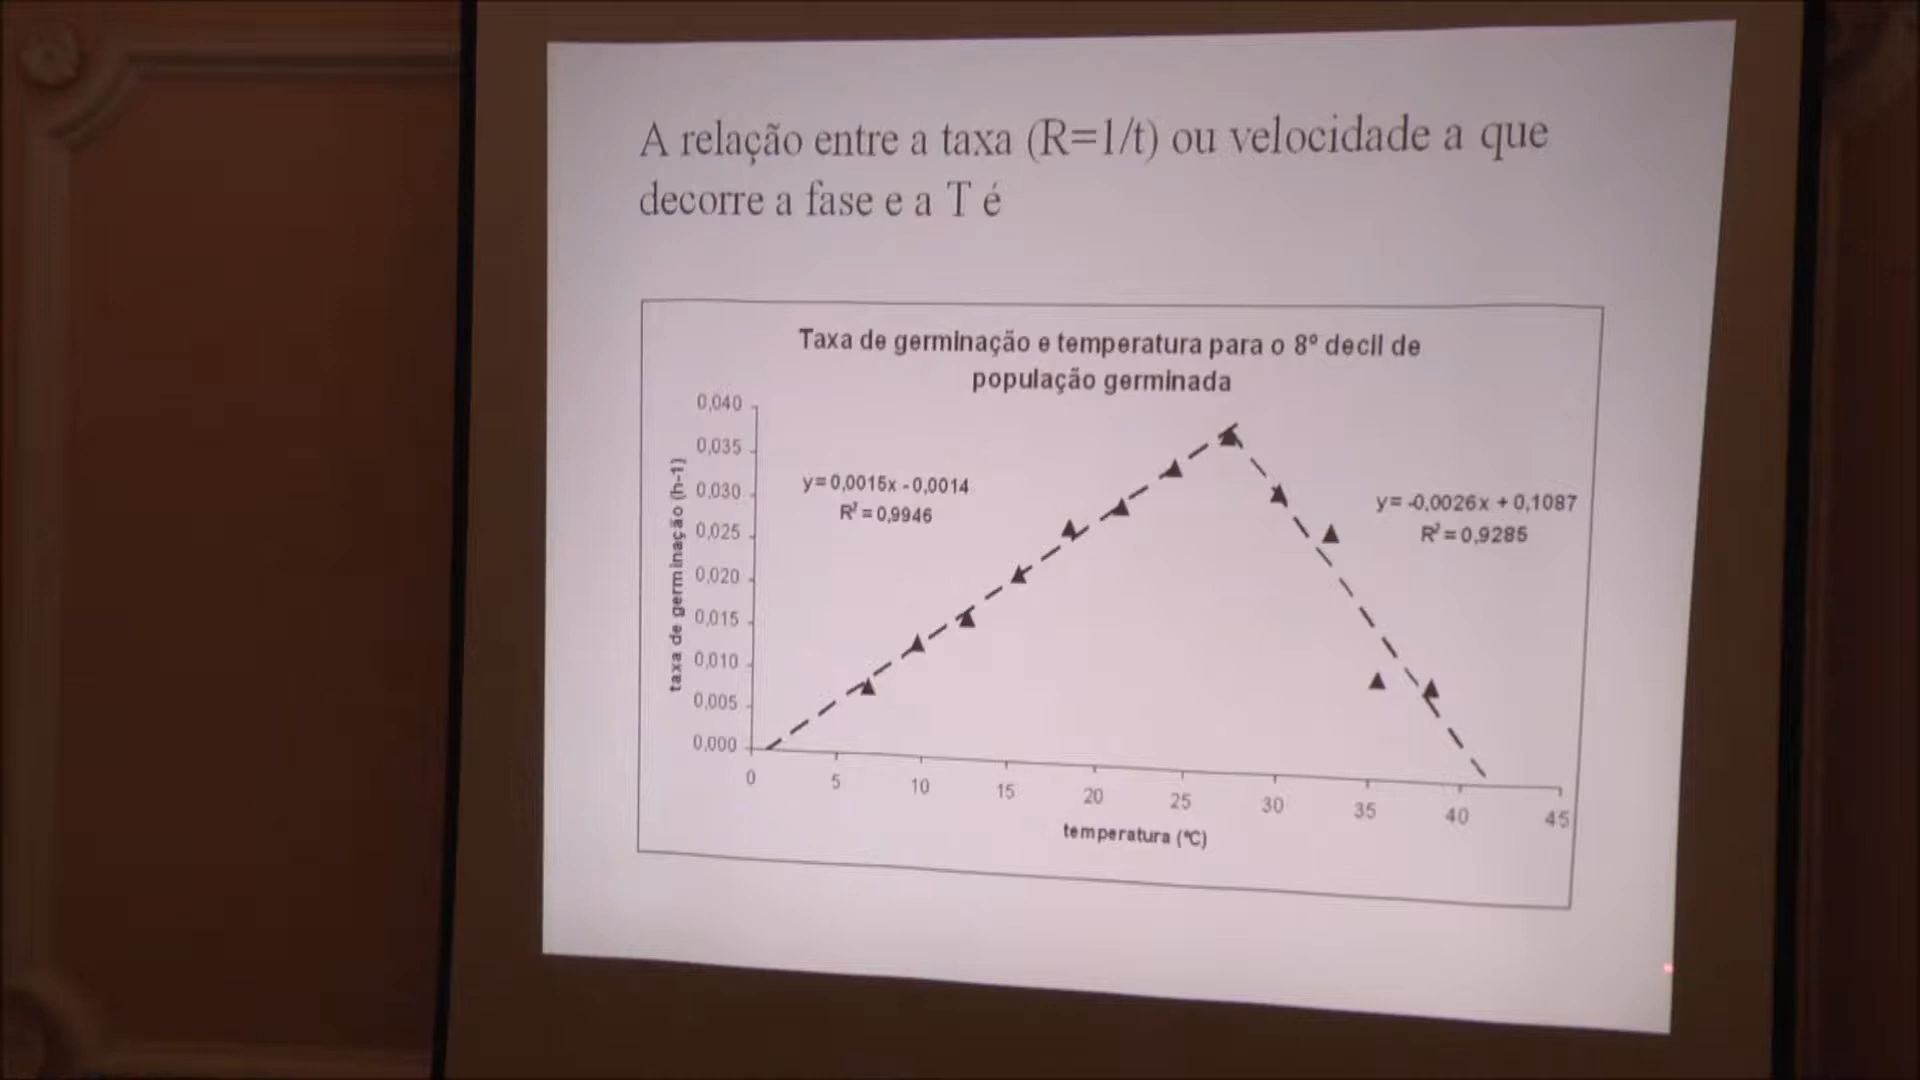 A relação entre a taxa (R=1/t) ou velocidade a que
decorre a fase e a T é
Taxa de germinação e temperatura para o 8º decil de
população germinada
0,040
0,035
0,030
0,025
0,020
0,015
0,010
0,005
0,000
taxa de germinação (h-1)
y=0,0015x - 0,0014
R²=0,9946
y= -0,0026x + 0,1087
R²=0,9285
0 5 10 15 20 25 30 35 40 45
temperatura (ºC)